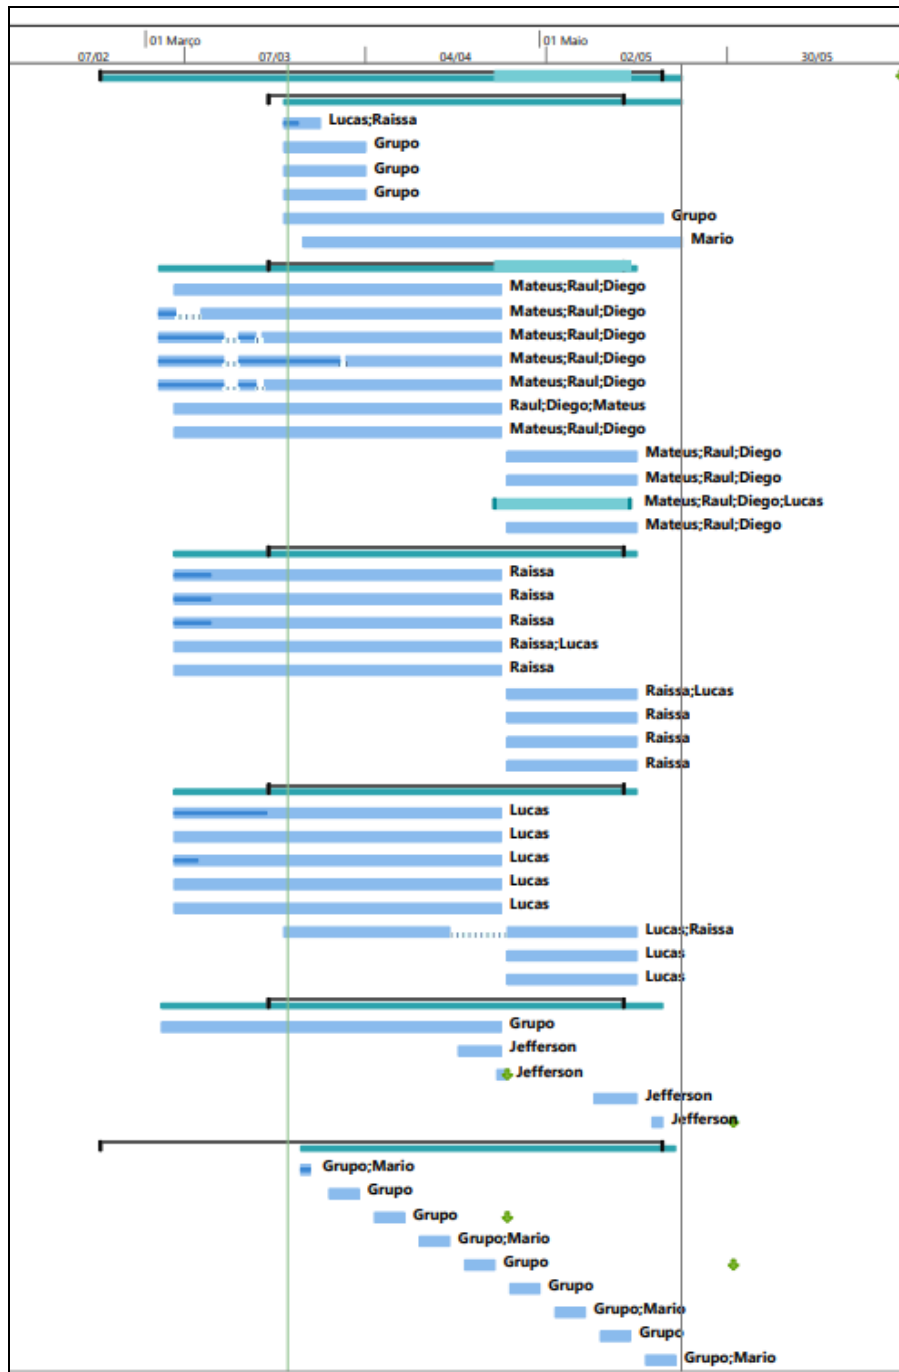 01 Março 01 Maio
07/02 07/03 04/04 02/05 30/05
Lucas;Raissa
Grupo
Grupo
Grupo
Grupo
Mario
Mateus;Raul;Diego
Mateus;Raul;Diego
Mateus;Raul;Diego
Mateus;Raul;Diego
Mateus;Raul;Diego
Raul;Diego;Mateus
Mateus;Raul;Diego
Mateus;Raul;Diego
Mateus;Raul;Diego
Mateus;Raul;Diego;Lucas
Mateus;Raul;Diego
Raissa
Raissa
Raissa
Raissa;Lucas
Raissa
Raissa;Lucas
Raissa
Raissa
Raissa
Lucas
Lucas
Lucas
Lucas
Lucas
Lucas;Raissa
Lucas
Lucas
Grupo
Jefferson
Jefferson
Jefferson
Jefferson
Grupo;Mario
Grupo
Grupo
Grupo;Mario
Grupo
Grupo
Grupo;Mario
Grupo
Grupo;Mario